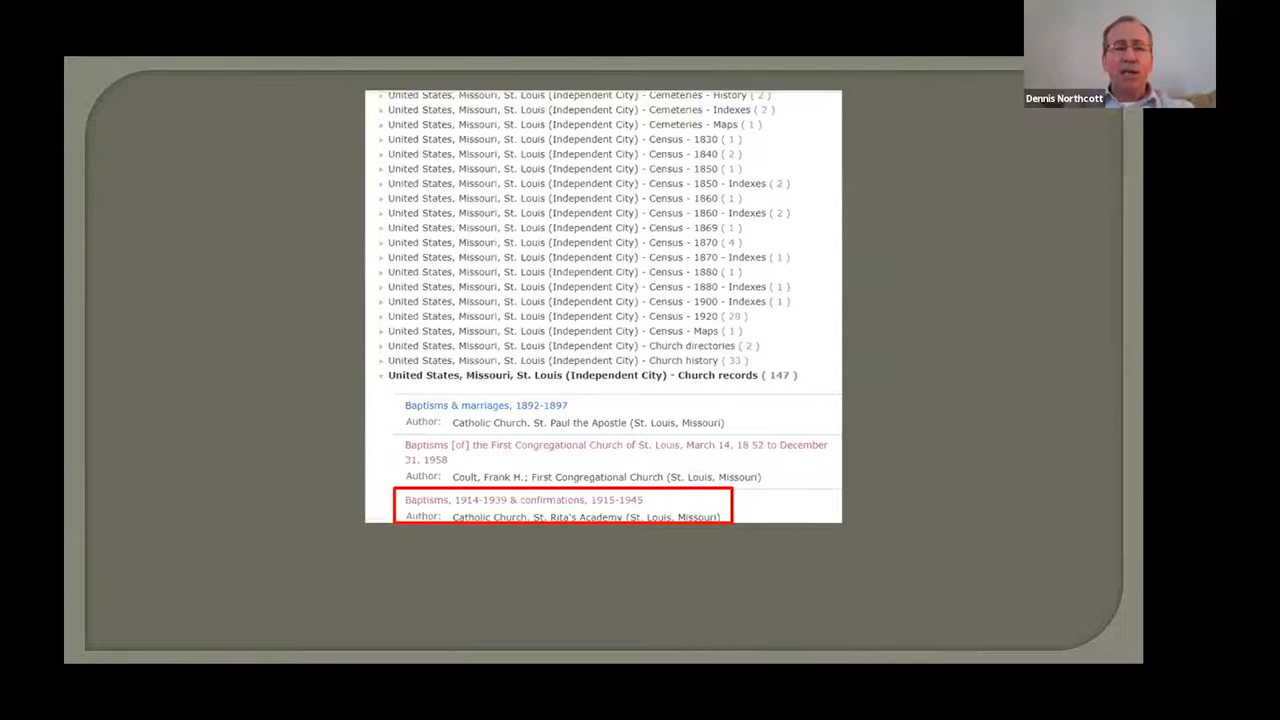 Dennis Northcott
United States, Missouri, St. Louis (Independent City) - Cemeteries - History ( 2 )
United States, Missouri, St. Louis (Independent City) - Cemeteries - Indexes ( 2 )
United States, Missouri, St. Louis (Independent City) - Cemeteries - Maps ( 1 )
United States, Missouri, St. Louis (Independent City) - Census - 1830 ( 1 )
United States, Missouri, St. Louis (Independent City) - Census - 1840 ( 2 )
United States, Missouri, St. Louis (Independent City) - Census - 1850 ( 1 )
United States, Missouri, St. Louis (Independent City) - Census - 1850 - Indexes ( 2 )
United States, Missouri, St. Louis (Independent City) - Census - 1860 ( 1 )
United States, Missouri, St. Louis (Independent City) - Census - 1860 - Indexes ( 2 )
United States, Missouri, St. Louis (Independent City) - Census - 1869 ( 1 )
United States, Missouri, St. Louis (Independent City) - Census - 1870 ( 4 )
United States, Missouri, St. Louis (Independent City) - Census - 1870 - Indexes ( 1 )
United States, Missouri, St. Louis (Independent City) - Census - 1880 ( 1 )
United States, Missouri, St. Louis (Independent City) - Census - 1880 - Indexes ( 1 )
United States, Missouri, St. Louis (Independent City) - Census - 1900 - Indexes ( 1 )
United States, Missouri, St. Louis (Independent City) - Census - 1920 ( 28 )
United States, Missouri, St. Louis (Independent City) - Census - Maps ( 1 )
United States, Missouri, St. Louis (Independent City) - Church directories ( 2 )
United States, Missouri, St. Louis (Independent City) - Church history ( 33 )
United States, Missouri, St. Louis (Independent City) - Church records ( 147 )
Baptisms & marriages, 1892-1897
Author: Catholic Church. St. Paul the Apostle (St. Louis, Missouri)
Baptisms [of] the First Congregational Church of St. Louis, March 14, 18 52 to December
31, 1958
Author: Coult, Frank H.; First Congregational Church (St. Louis, Missouri)
Baptisms, 1914-1939 & confirmations, 1915-1945
Author: Catholic Church. St. Rita's Academy (St. Louis, Missouri)